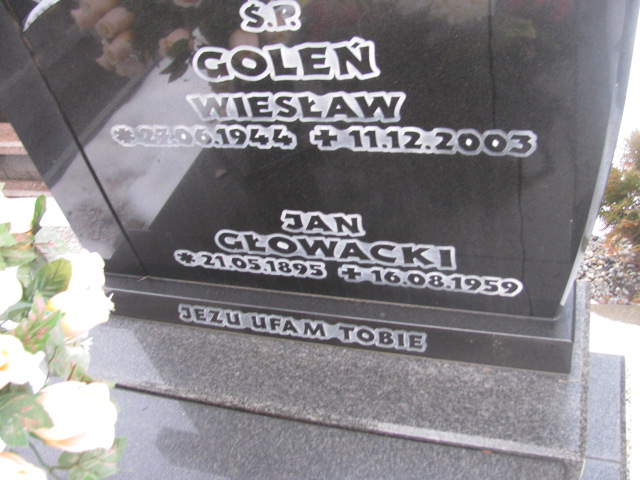 Ś.P.
GOLEŃ
WIESŁAW
*27.06.1944 +11.12.2003
JAN
GŁOWACKI
*21.05.1895 +16.08.1959
JEZU UFAM TOBIE